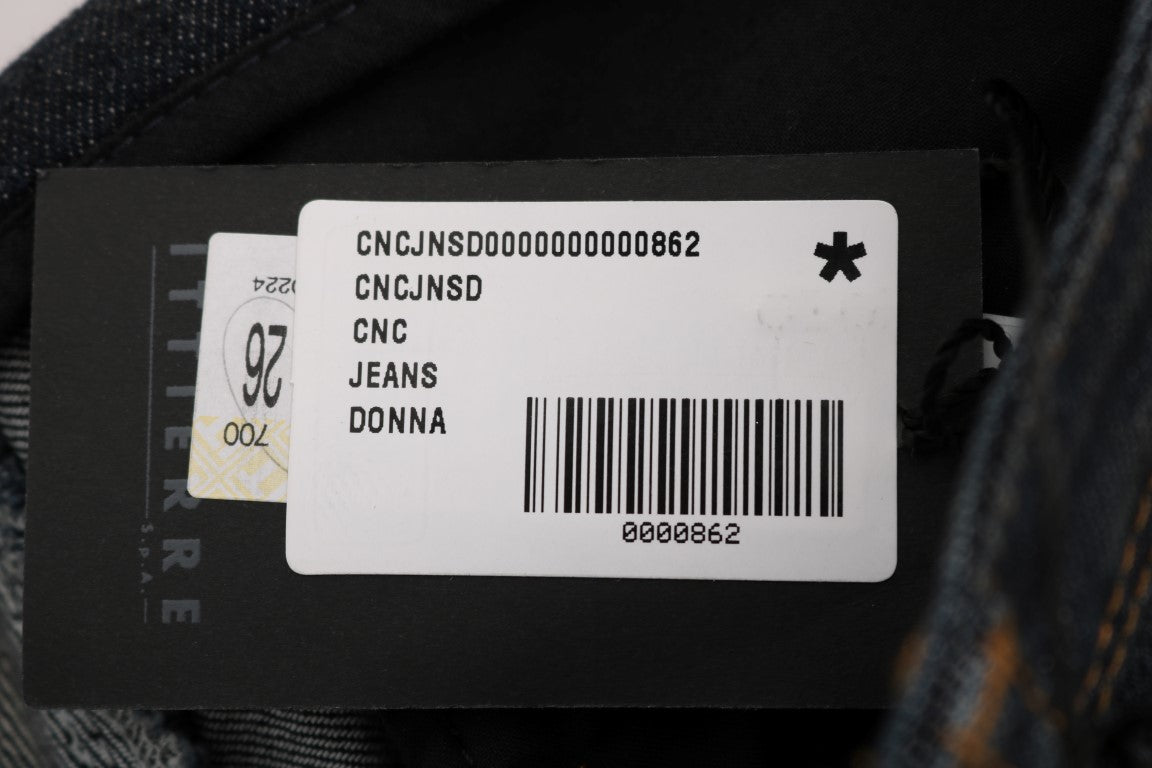 CNCJNSD0000000000862
CNCJNSD
CNC
JEANS
DONNA
0000862
26
700
ITTIERRE
S.P.A.